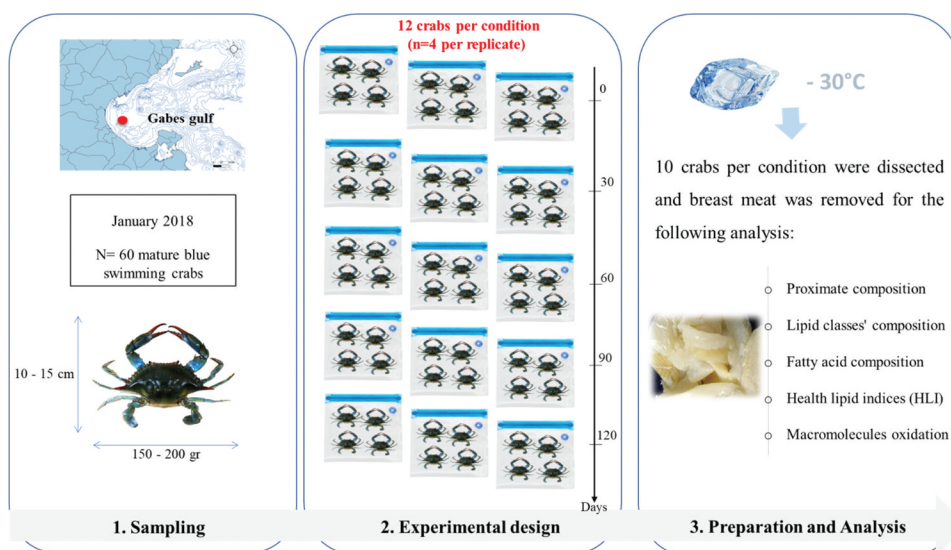 Gabes gulf
January 2018
N= 60 mature blue
swimming crabs
10 - 15 cm
150 - 200 gr
1. Sampling
12 crabs per condition
(n=4 per replicate)
0
30
60
90
120
Days
2. Experimental design
- 30°C
10 crabs per condition were dissected
and breast meat was removed for the
following analysis:
Proximate composition
Lipid classes' composition
Fatty acid composition
Health lipid indices (HLI)
Macromolecules oxidation
3. Preparation and Analysis